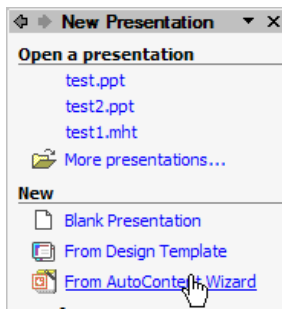 New Presentation
Open a presentation
test.ppt
test2.ppt
test1.mht
More presentations...
New
Blank Presentation
From Design Template
From AutoContent Wizard